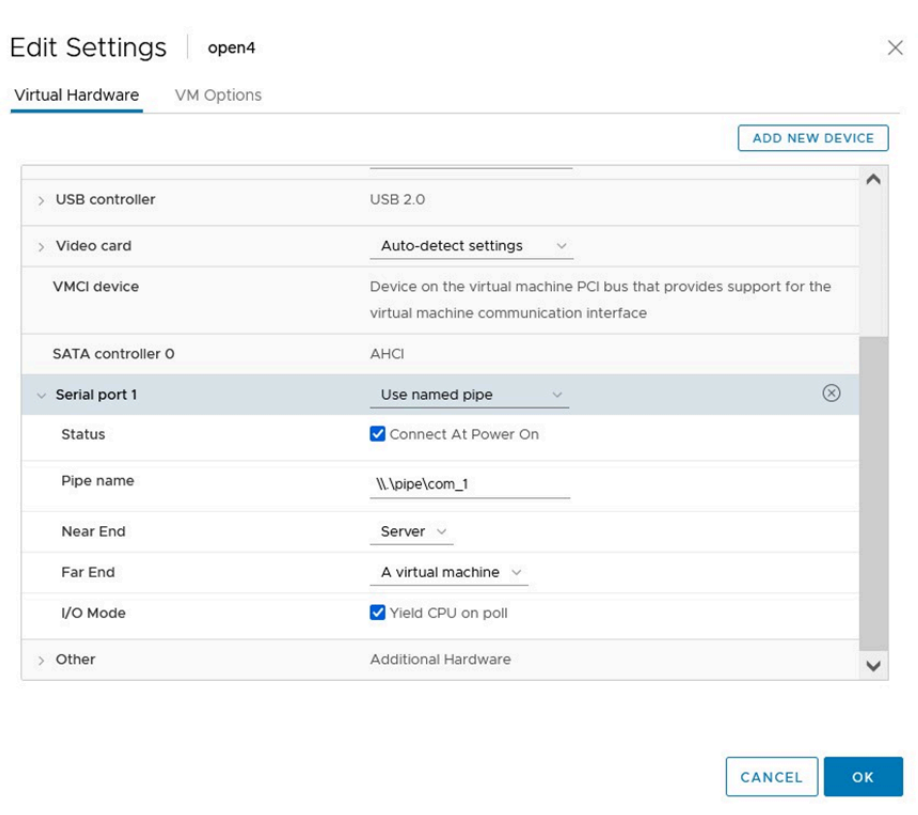 Edit Settings open4
Virtual Hardware VM Options
ADD NEW DEVICE
USB controller USB 2.0
Video card Auto-detect settings
VMCI device Device on the virtual machine PCI bus that provides support for the
virtual machine communication interface
SATA controller 0 AHCI
Serial port 1 Use named pipe
Status Connect At Power On
Pipe name \\.\pipe\com_1
Near End Server
Far End A virtual machine
I/O Mode Yield CPU on poll
Other Additional Hardware
CANCEL OK